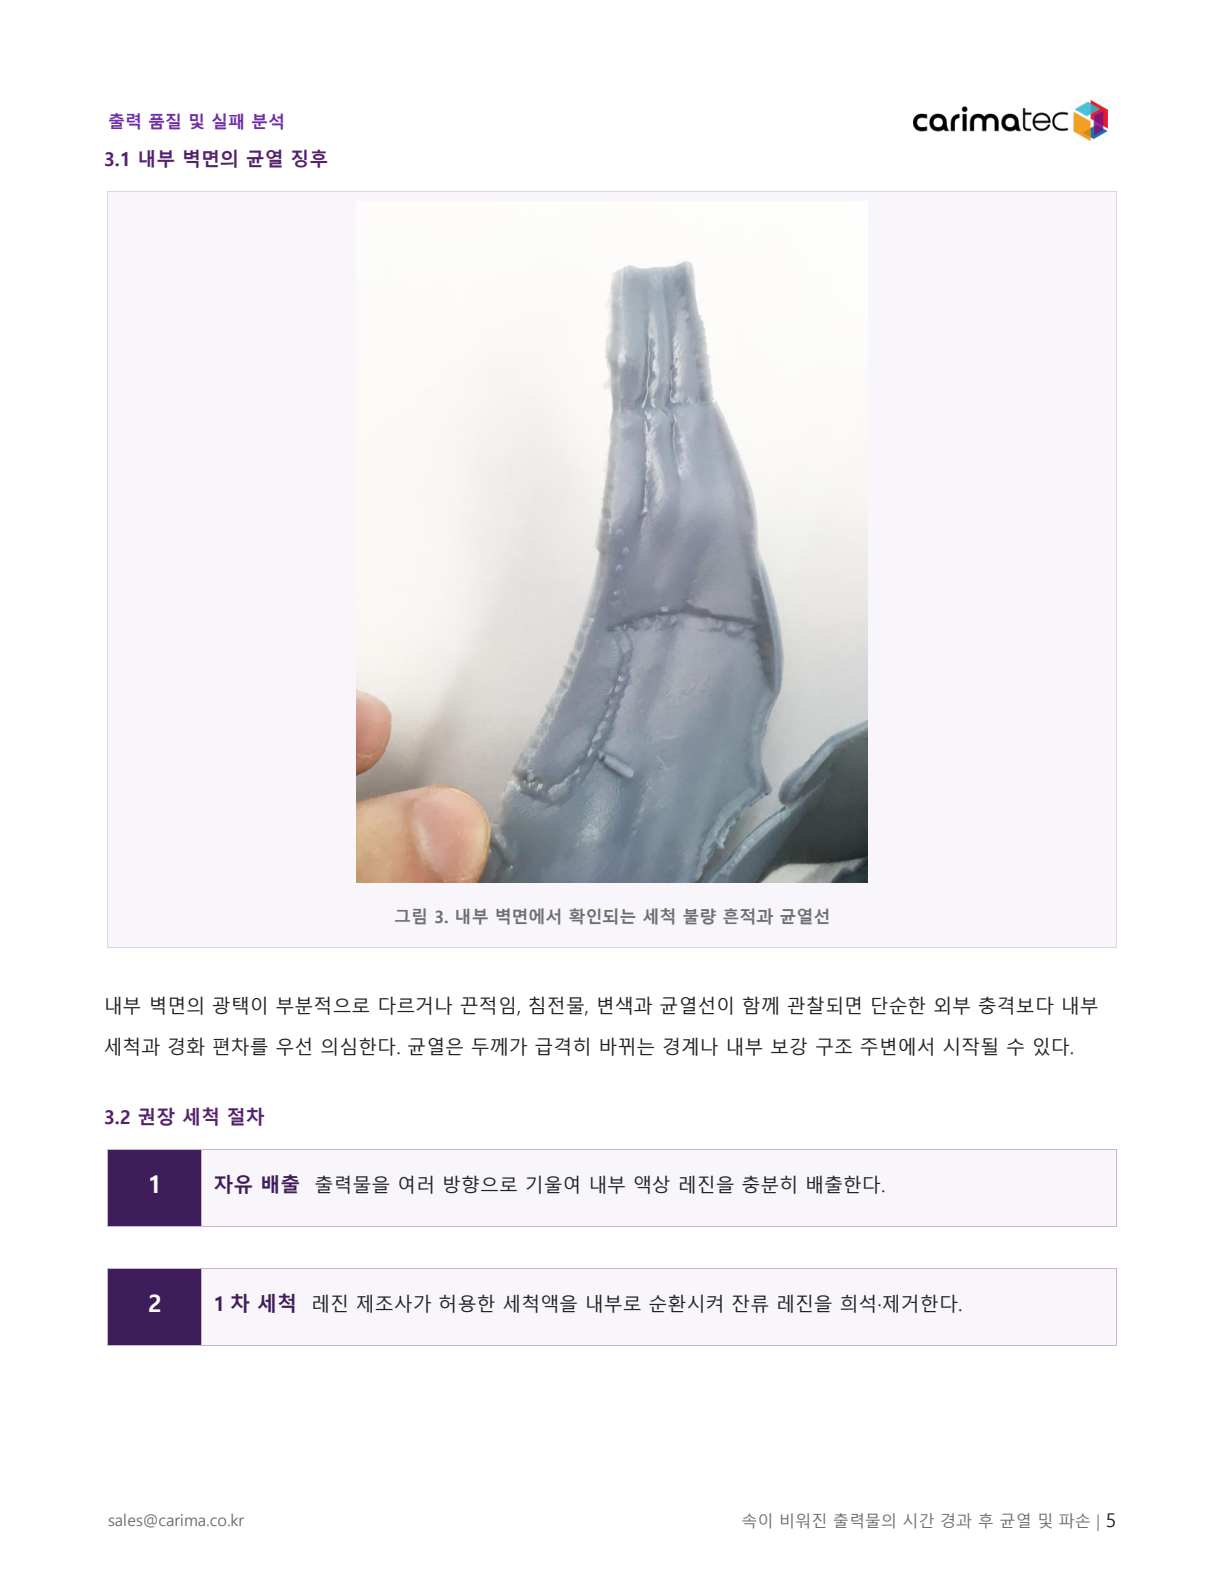 출력 품질 및 실패 분석
carimatec
3.1 내부 벽면의 균열 징후
그림 3. 내부 벽면에서 확인되는 세척 불량 흔적과 균열선
내부 벽면의 광택이 부분적으로 다르거나 끈적임, 침전물, 변색과 균열선이 함께 관찰되면 단순한 외부 충격보다 내부
세척과 경화 편차를 우선 의심한다. 균열은 두께가 급격히 바뀌는 경계나 내부 보강 구조 주변에서 시작될 수 있다.
3.2 권장 세척 절차
1 자유 배출 출력물을 여러 방향으로 기울여 내부 액상 레진을 충분히 배출한다.
2 1 차 세척 레진 제조사가 허용한 세척액을 내부로 순환시켜 잔류 레진을 희석·제거한다.
sales@carima.co.kr
속이 비워진 출력물의 시간 경과 후 균열 및 파손 | 5